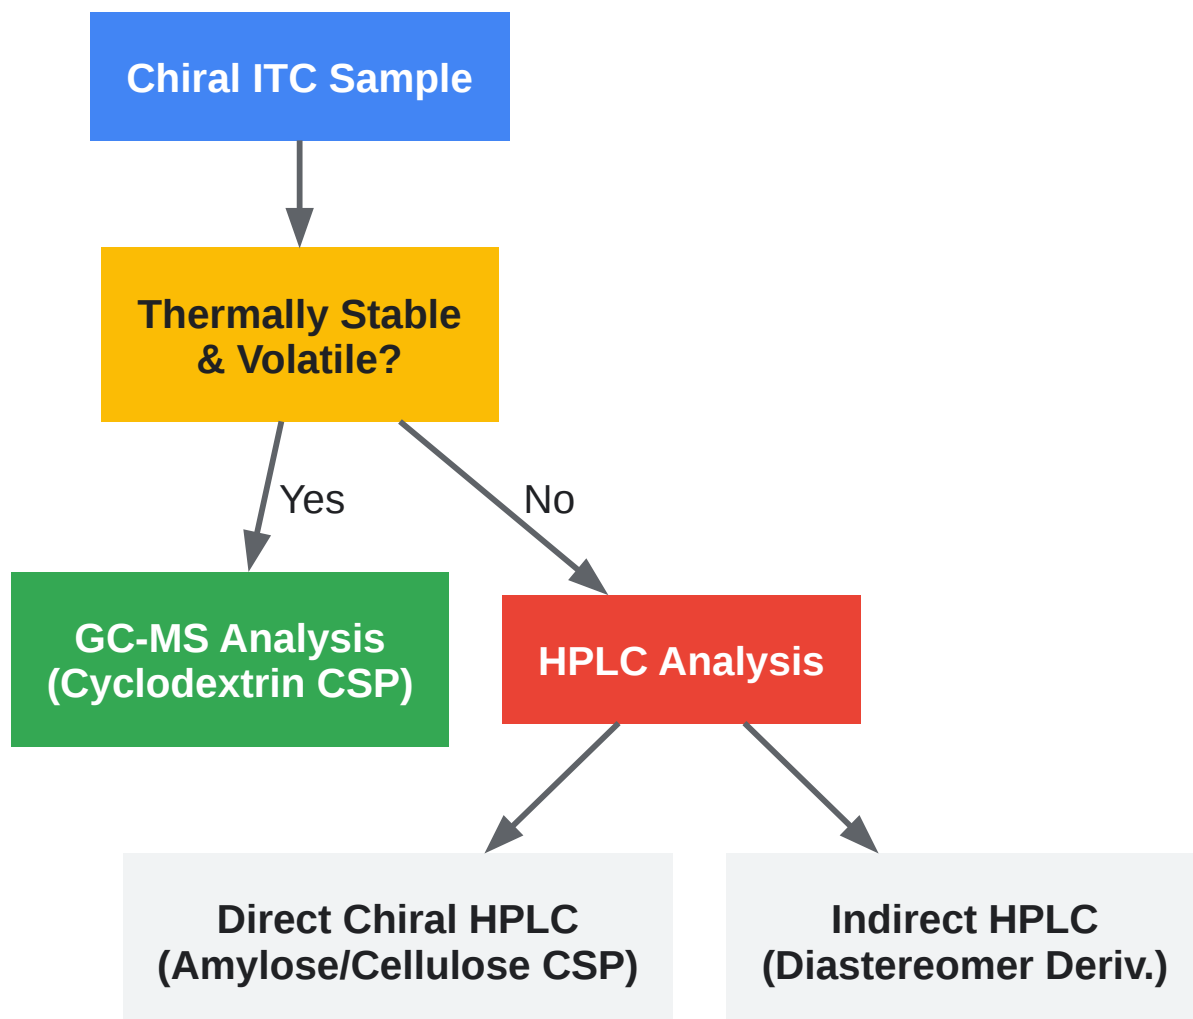 Chiral ITC Sample
Thermally Stable
& Volatile?
Yes
No
GC-MS Analysis
(Cyclodextrin CSP)
HPLC Analysis
Direct Chiral HPLC
(Amylose/Cellulose CSP)
Indirect HPLC
(Diastereomer Deriv.)